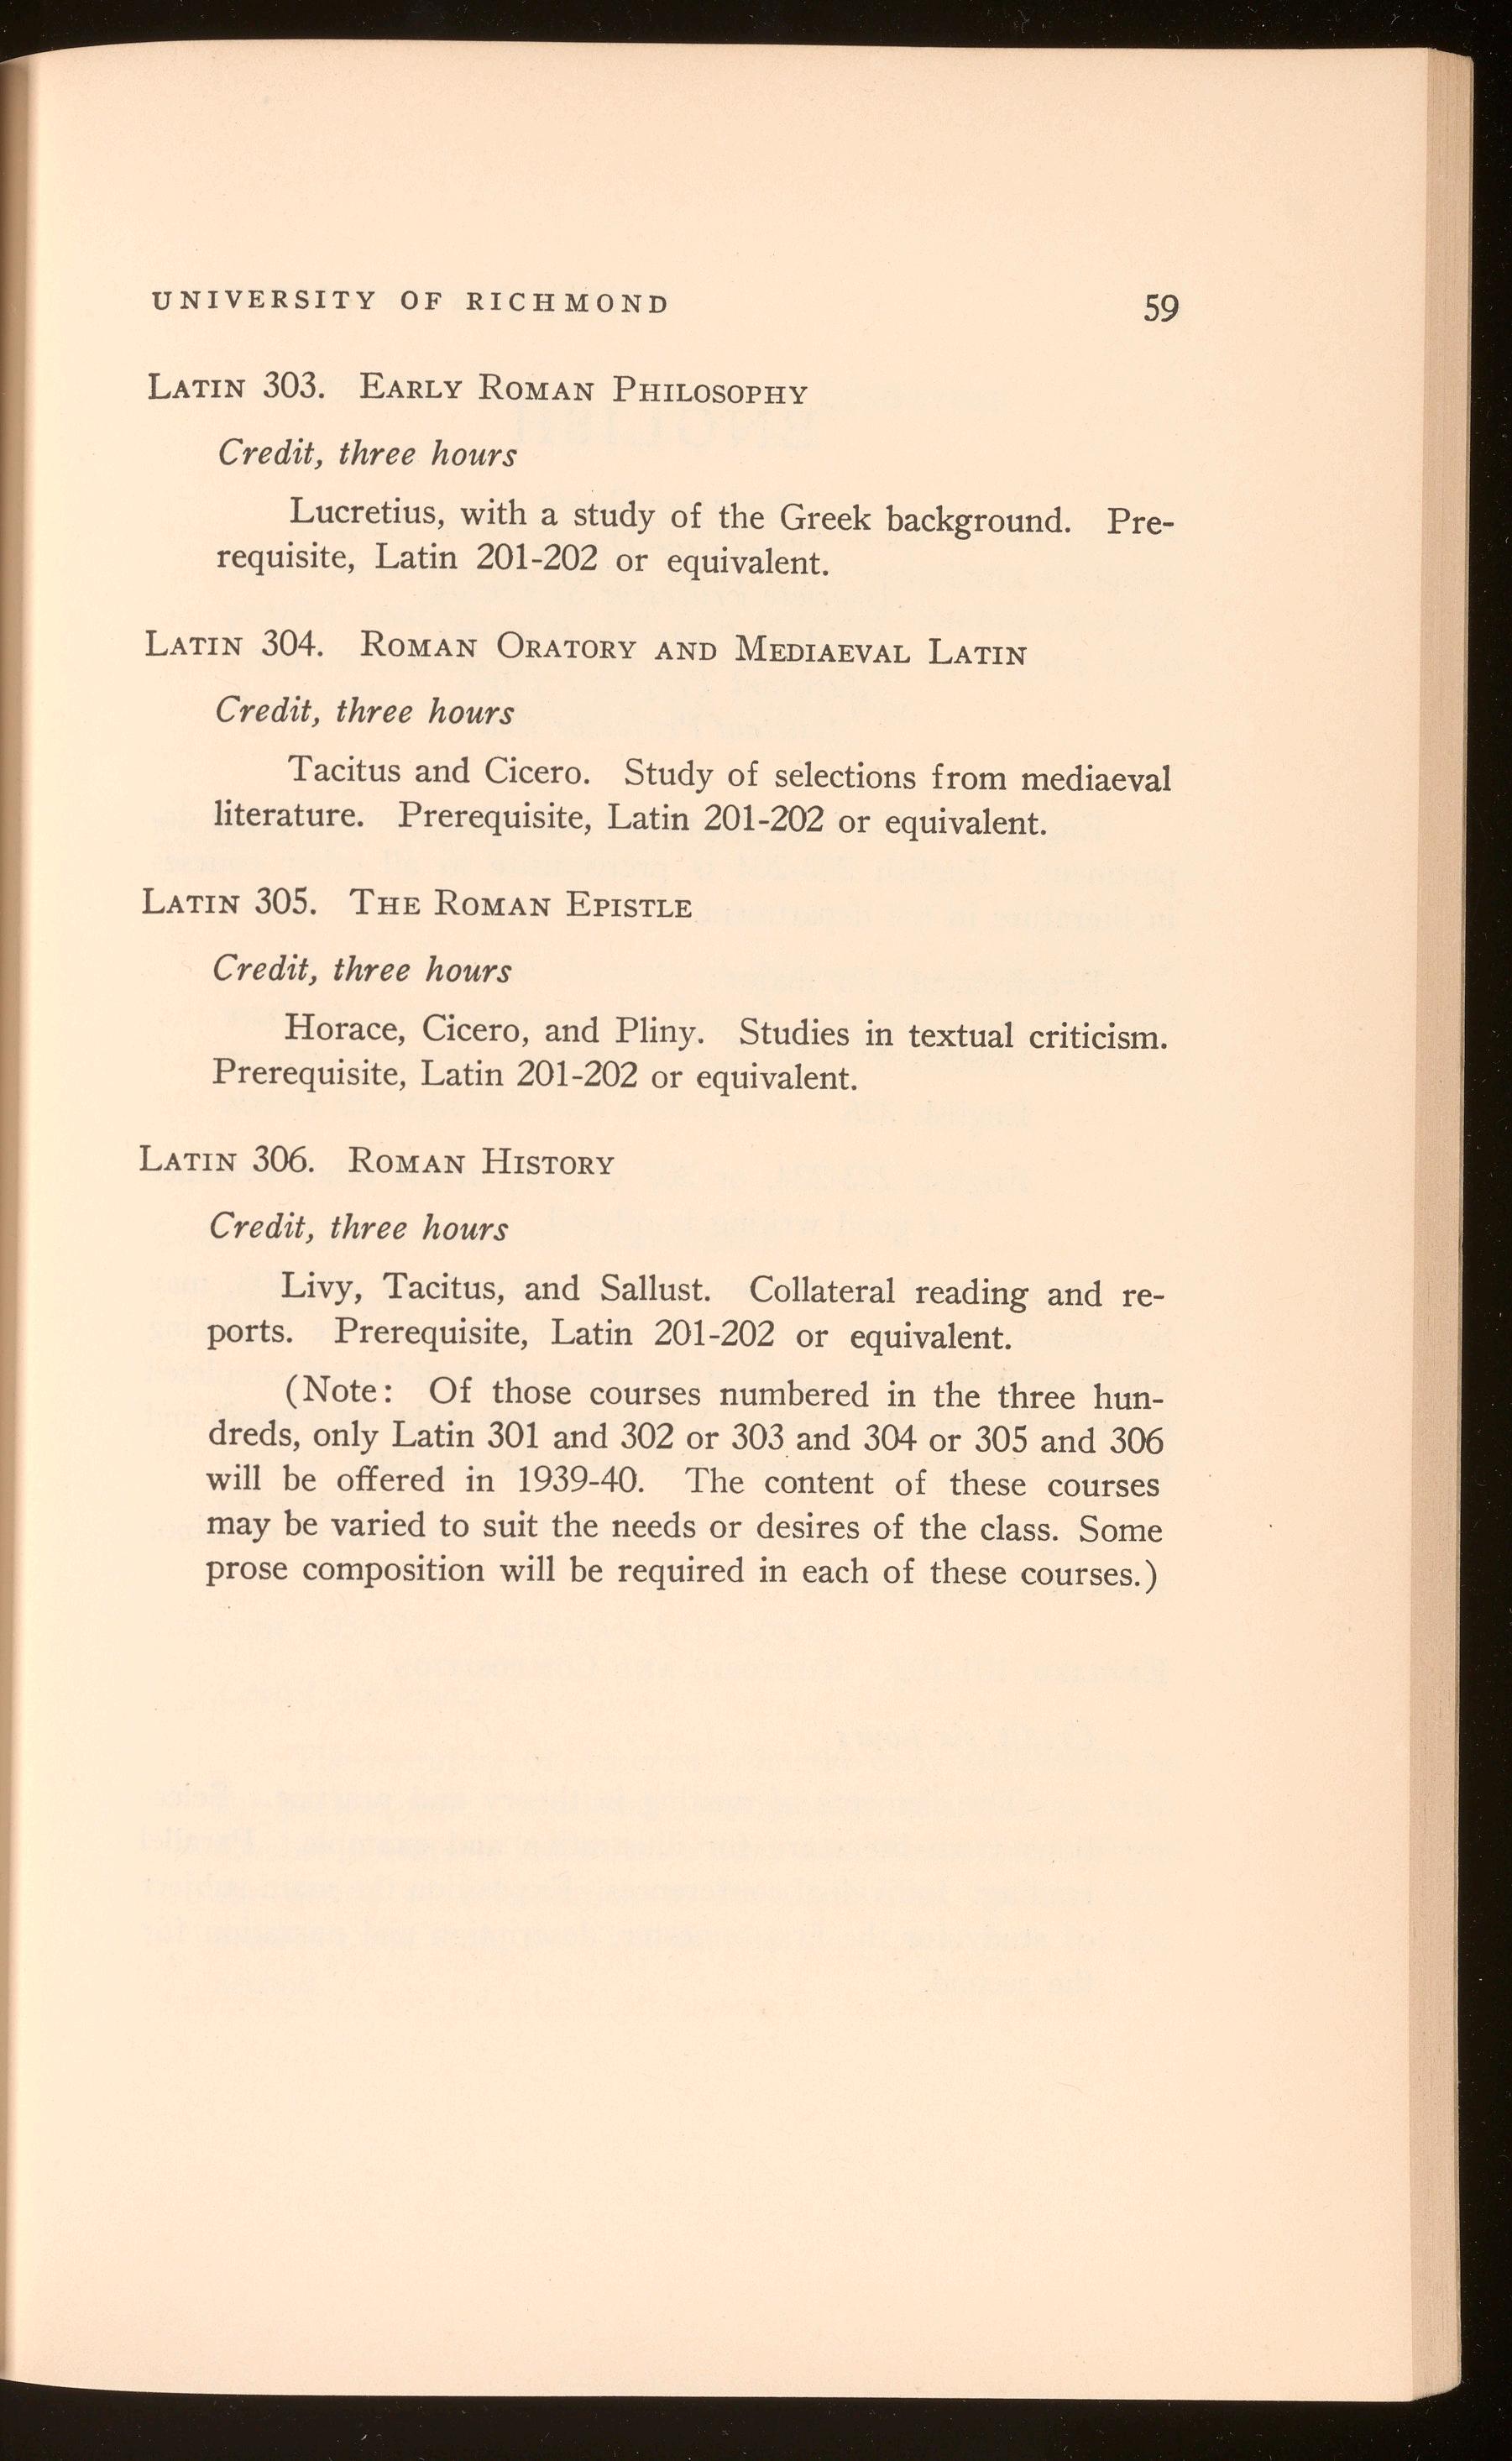 UNIVERSITY OF RICHMOND 59
LATIN 303. EARLY ROMAN PHILOSOPHY
Credit, three hours
Lucretius, with a study of the Greek background. Pre-
requisite, Latin 201-202 or equivalent.
LATIN 304. ROMAN ORATORY AND MEDIAEVAL LATIN
Credit, three hours
Tacitus and Cicero. Study of selections from mediaeval
literature. Prerequisite, Latin 201-202 or equivalent.
LATIN 305. THE ROMAN EPISTLE
Credit, three hours
Horace, Cicero, and Pliny. Studies in textual criticism.
Prerequisite, Latin 201-202 or equivalent.
LATIN 306. ROMAN HISTORY
Credit, three hours
Livy, Tacitus, and Sallust. Collateral reading and re-
ports. Prerequisite, Latin 201-202 or equivalent.
(Note: Of those courses numbered in the three hun-
dreds, only Latin 301 and 302 or 303 and 304 or 305 and 306
will be offered in 1939-40. The content of these courses
may be varied to suit the needs or desires of the class. Some
prose composition will be required in each of these courses.)